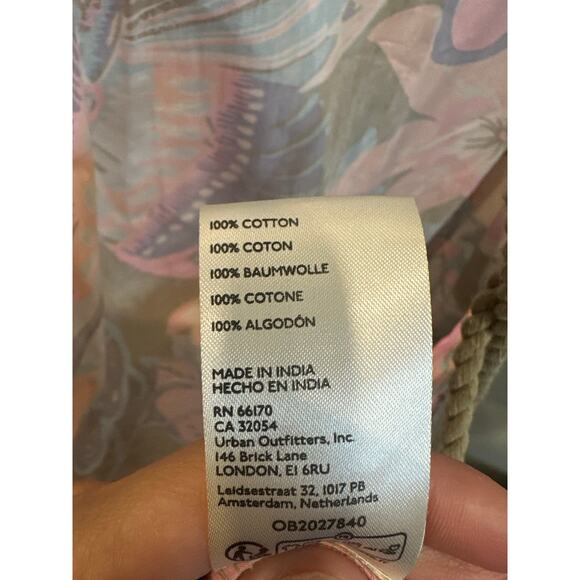 100% COTTON
100% COTON
100% BAUMWOLLE
100% COTONE
100% ALGODÓN
MADE IN INDIA
HECHO EN INDIA
RN 66170
CA 32054
Urban Outfitters, Inc.
146 Brick Lane
LONDON, E1 6RU
Leidsestraat 32, 1017 PB
Amsterdam, Netherlands
OB2027840